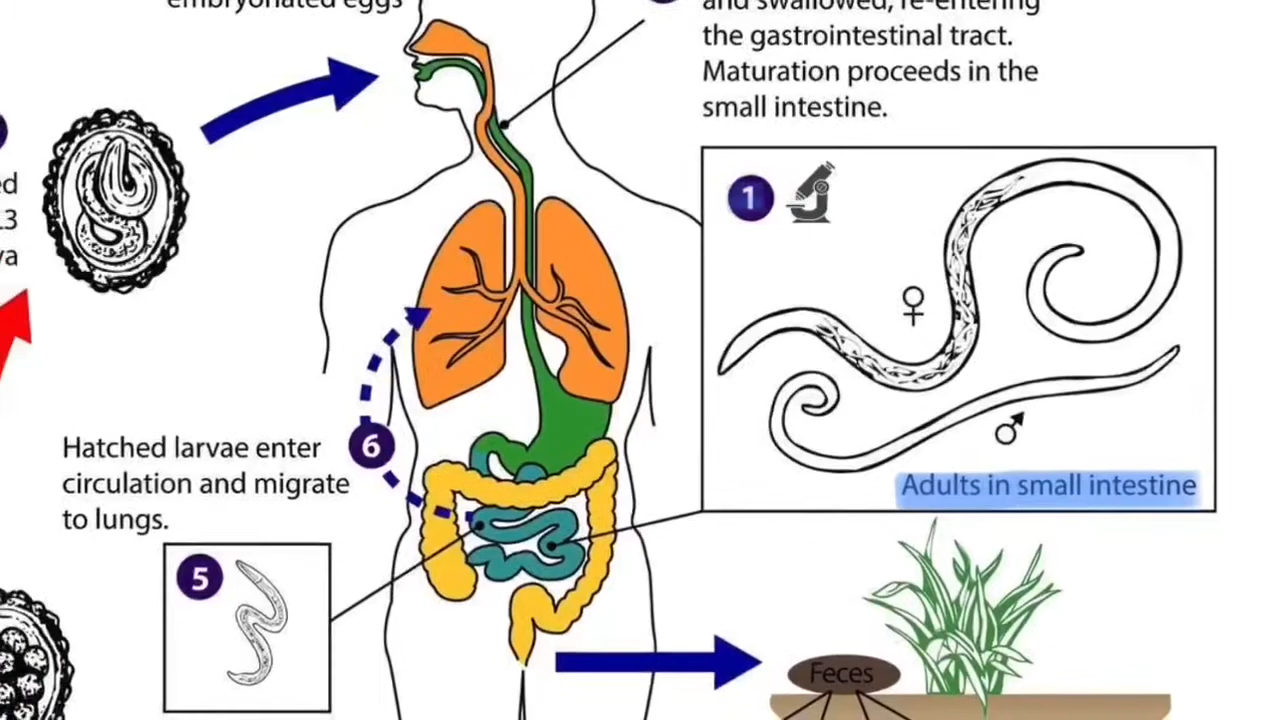 embryonated eggs
and swallowed, re-entering
the gastrointestinal tract.
Maturation proceeds in the
small intestine.
1
♀
♂
Adults in small intestine
6
Hatched larvae enter
circulation and migrate
to lungs.
5
Feces